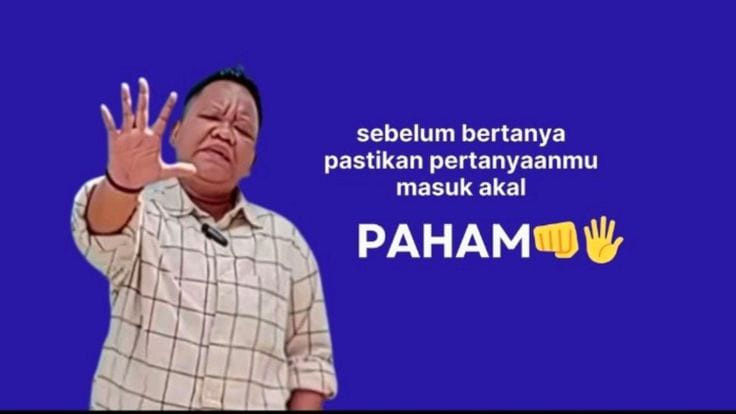 sebelum bertanya
pastikan pertanyaanmu
masuk akal
PAHAM👊🖐️